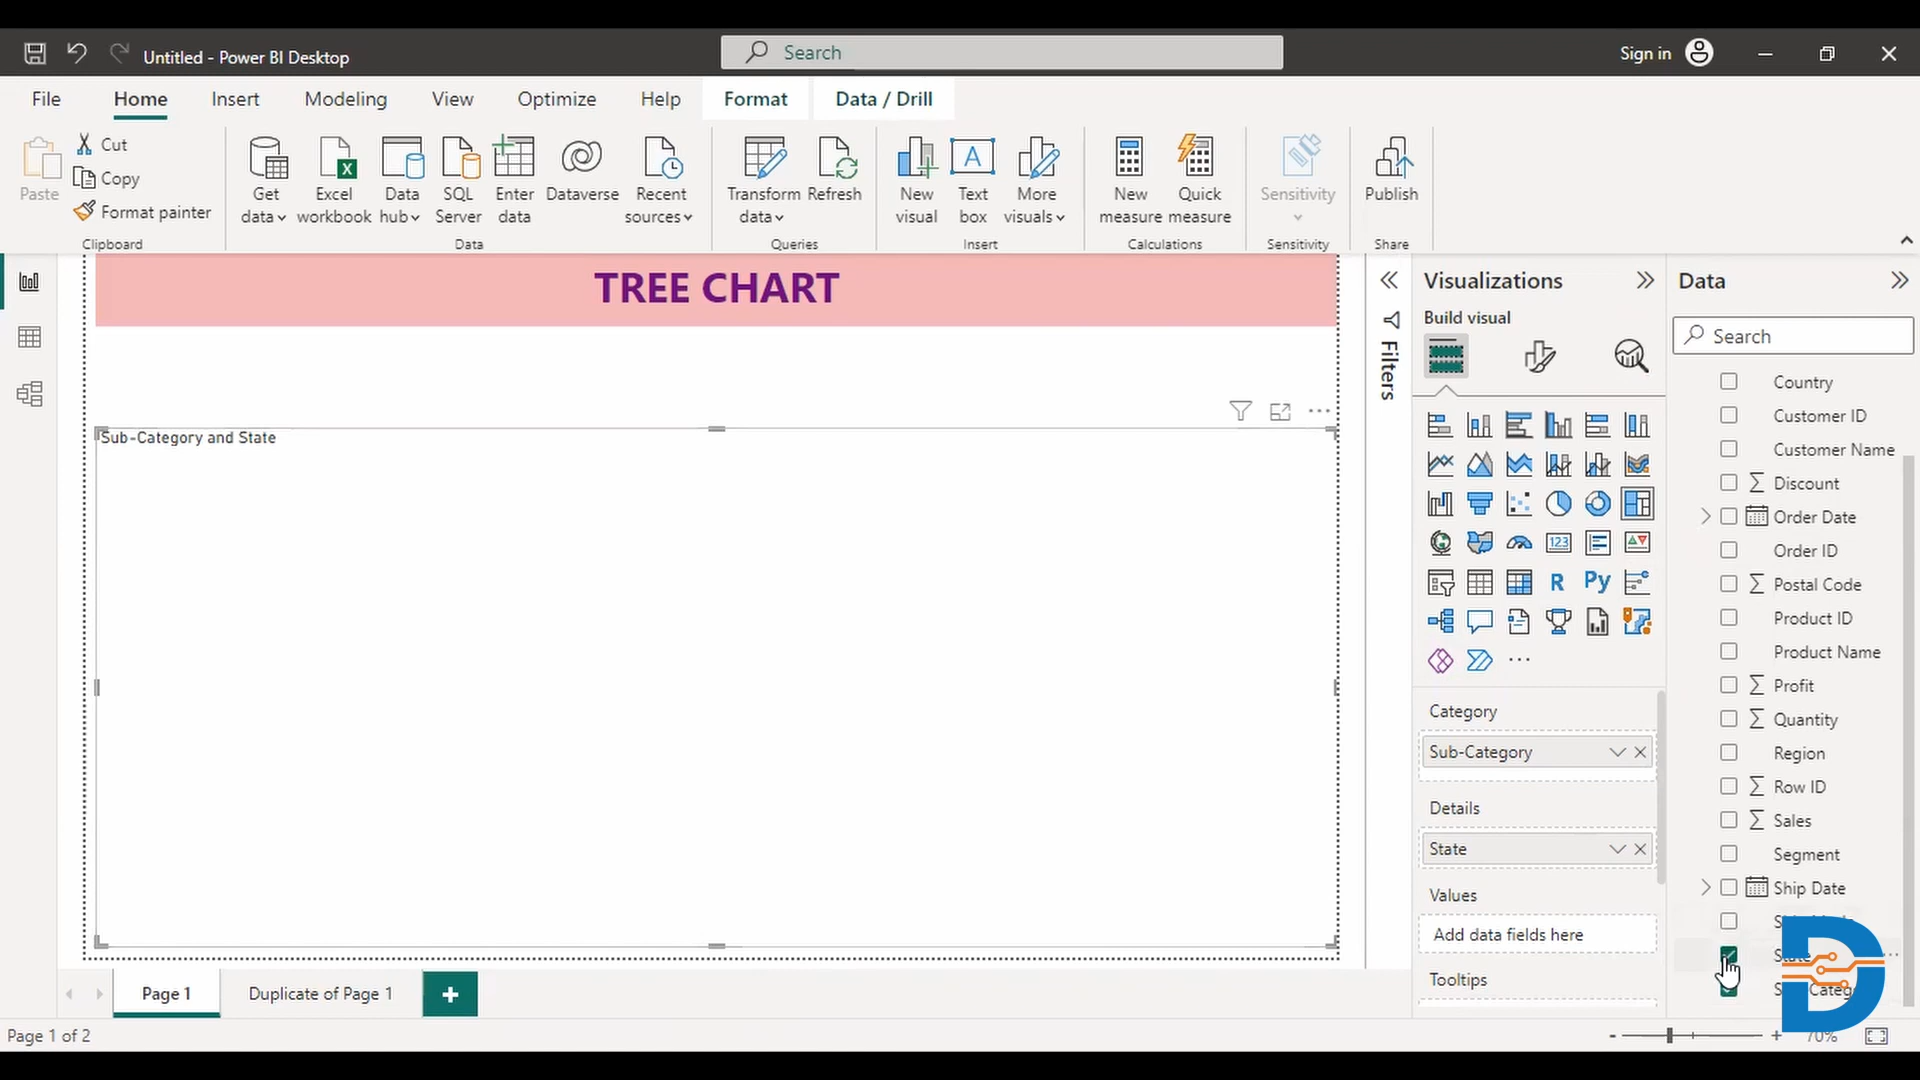 Untitled - Power BI Desktop
Search
Sign in
File
Home
Insert
Modeling
View
Optimize
Help
Format
Data / Drill
Paste
Cut
Copy
Format painter
Clipboard
Get data
Excel workbook
Data hub
SQL Server
Enter data
Dataverse
Recent sources
Data
Transform data
Refresh
Queries
New visual
Text box
More visuals
Insert
New measure
Quick measure
Calculations
Sensitivity
Sensitivity
Publish
Share
TREE CHART
Sub-Category and State
Filters
Visualizations
Build visual
123
R
Py
Category
Sub-Category
Details
State
Values
Add data fields here
Tooltips
Data
Search
Country
Customer ID
Customer Name
Discount
Order Date
Order ID
Postal Code
Product ID
Product Name
Profit
Quantity
Region
Row ID
Sales
Segment
Ship Date
Page 1
Duplicate of Page 1
Page 1 of 2
70%